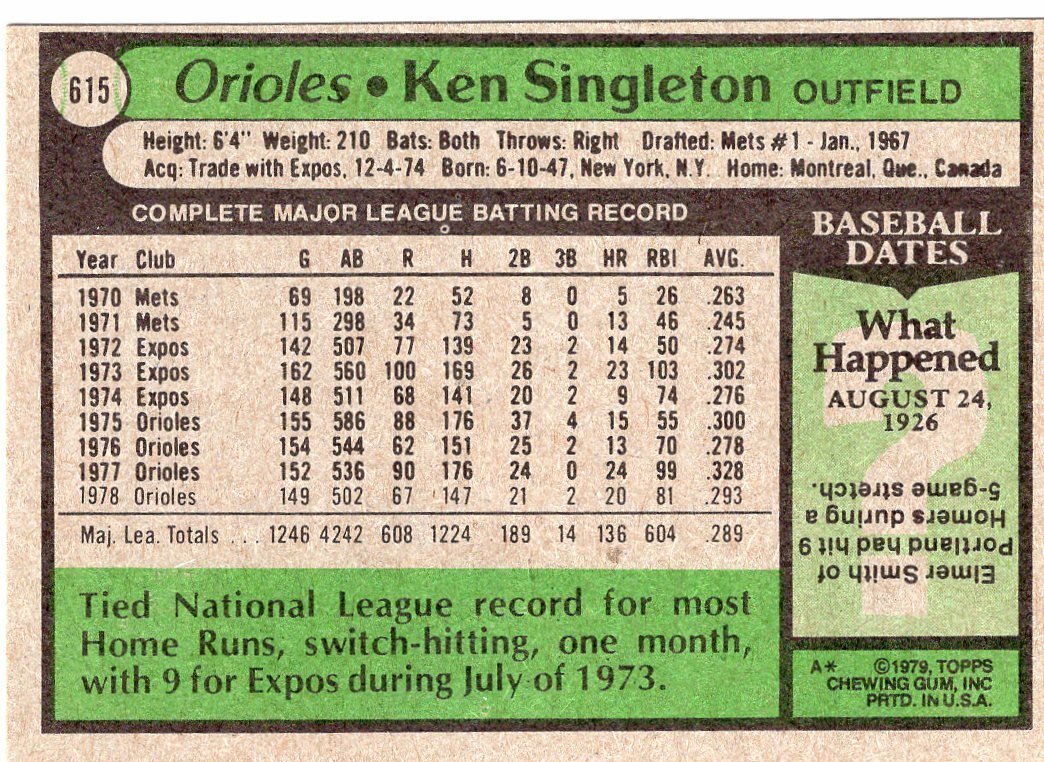 615
Orioles • Ken Singleton OUTFIELD
Height: 6'4" Weight: 210 Bats: Both Throws: Right Drafted: Mets #1 - Jan., 1967
Acq: Trade with Expos, 12-4-74 Born: 6-10-47, New York, N.Y. Home: Montreal, Que., Canada
COMPLETE MAJOR LEAGUE BATTING RECORD
Year Club G AB R H 2B 3B HR RBI AVG.
1970 Mets 69 198 22 52 8 0 5 26 .263
1971 Mets 115 298 34 73 5 0 13 46 .245
1972 Expos 142 507 77 139 23 2 14 50 .274
1973 Expos 162 560 100 169 26 2 23 103 .302
1974 Expos 148 511 68 141 20 2 9 74 .276
1975 Orioles 155 586 88 176 37 4 15 55 .300
1976 Orioles 154 544 62 151 25 2 13 70 .278
1977 Orioles 152 536 90 176 24 0 24 99 .328
1978 Orioles 149 502 67 147 21 2 20 81 .293
Maj. Lea. Totals ... 1246 4242 608 1224 189 14 136 604 .289
Tied National League record for most
Home Runs, switch-hitting, one month,
with 9 for Expos during July of 1973.
BASEBALL
DATES
What
Happened
AUGUST 24,
1926
?
Elmer Smith of
Portland had hit 9
Homers during a
5-game stretch.
A* ©1979, TOPPS
CHEWING GUM, INC
PRTD. IN U.S.A.